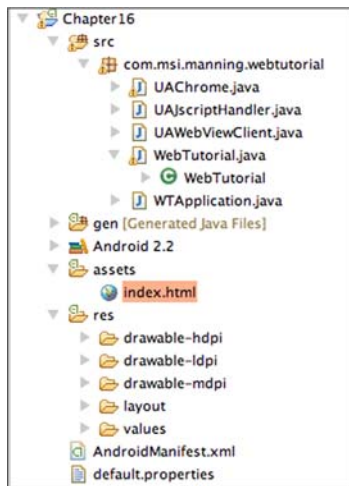 Chapter16
src
com.msi.manning.webtutorial
UAChrome.java
UAJscriptHandler.java
UAWebViewClient.java
WebTutorial.java
WebTutorial
WTApplication.java
gen [Generated Java Files]
Android 2.2
assets
index.html
res
drawable-hdpi
drawable-ldpi
drawable-mdpi
layout
values
AndroidManifest.xml
default.properties